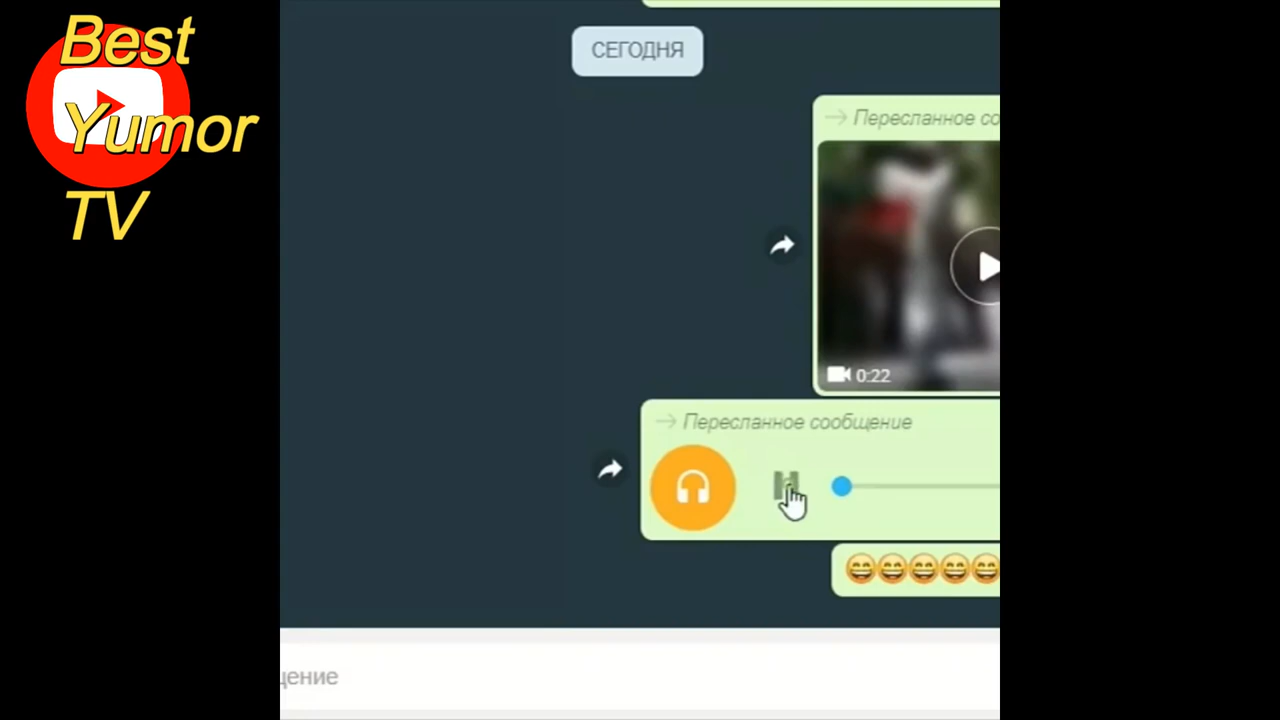 Best
Yumor
TV
СЕГОДНЯ
Пересланное со
0:22
Пересланное сообщение
щение